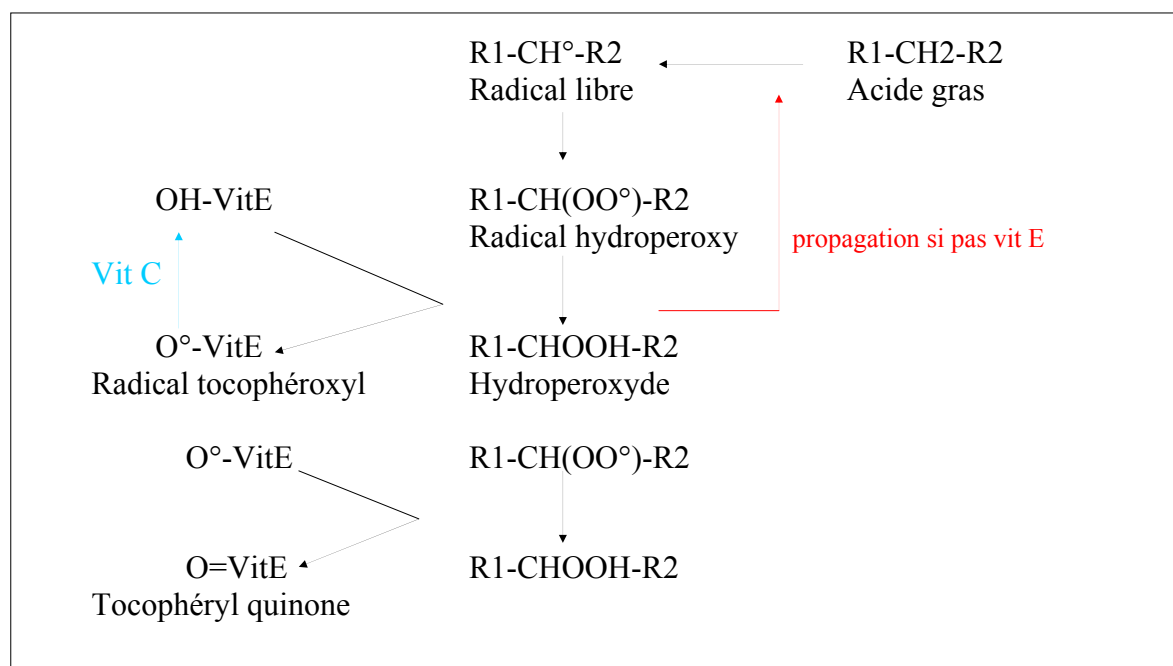 R1-CH°-R2 R1-CH2-R2
Radical libre Acide gras
OH-VitE R1-CH(OO°)-R2
Radical hydroperoxy propagation si pas vit E
Vit C
O°-VitE R1-CHOOH-R2
Radical tocophéroxyl Hydroperoxyde
O°-VitE R1-CH(OO°)-R2
O=VitE R1-CHOOH-R2
Tocophéryl quinone